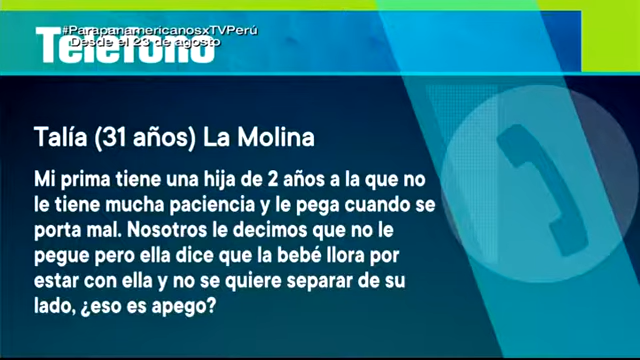 #ParapanamericanosxTVPerú
Desde el 23 de agosto
Teléfono
Talía (31 años) La Molina
Mi prima tiene una hija de 2 años a la que no
le tiene mucha paciencia y le pega cuando se
porta mal. Nosotros le decimos que no le
pegue pero ella dice que la bebé llora por
estar con ella y no se quiere separar de su
lado, ¿eso es apego?